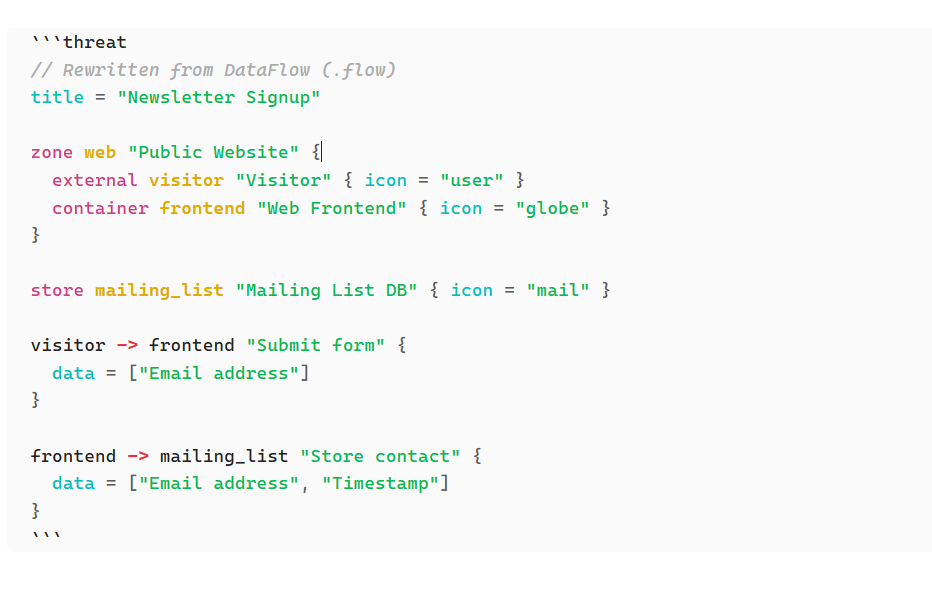 ```threat
// Rewritten from DataFlow (.flow)
title = "Newsletter Signup"

zone web "Public Website" {
  external visitor "Visitor" { icon = "user" }
  container frontend "Web Frontend" { icon = "globe" }
}

store mailing_list "Mailing List DB" { icon = "mail" }

visitor -> frontend "Submit form" {
  data = ["Email address"]
}

frontend -> mailing_list "Store contact" {
  data = ["Email address", "Timestamp"]
}
```